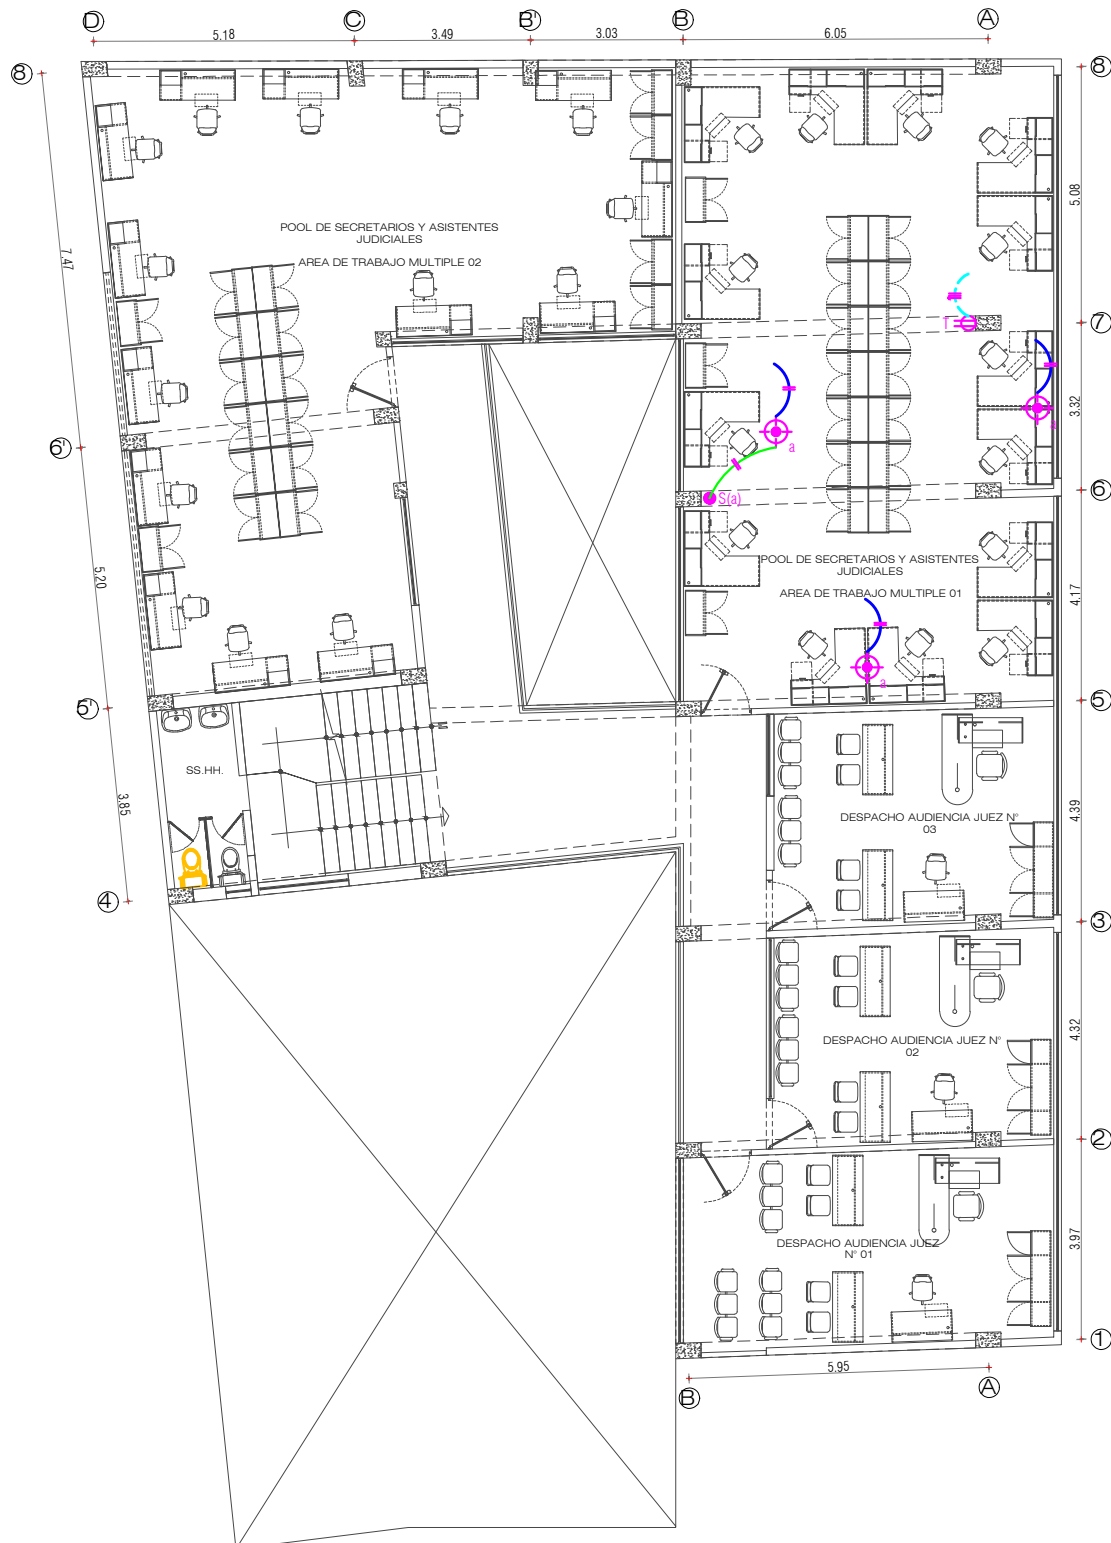 D
C
B'
B
A
5.18
3.49
3.03
6.05
8
8
5.08
7.47
POOL DE SECRETARIOS Y ASISTENTES
JUDICIALES
AREA DE TRABAJO MULTIPLE 02
T
7
3.32
a
a
6'
6
S(a)
5.20
POOL DE SECRETARIOS Y ASISTENTES
JUDICIALES
AREA DE TRABAJO MULTIPLE 01
4.17
a
5'
5
SS.HH.
3.85
DESPACHO AUDIENCIA JUEZ N°
03
4.39
4
3
DESPACHO AUDIENCIA JUEZ N°
02
4.32
2
DESPACHO AUDIENCIA JUEZ
N° 01
3.97
1
5.95
B
A